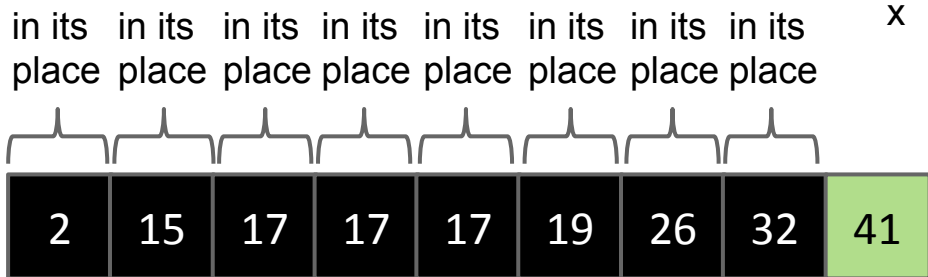 in its in its in its in its in its in its in its in its x
place place place place place place place place
2 15 17 17 17 19 26 32 41